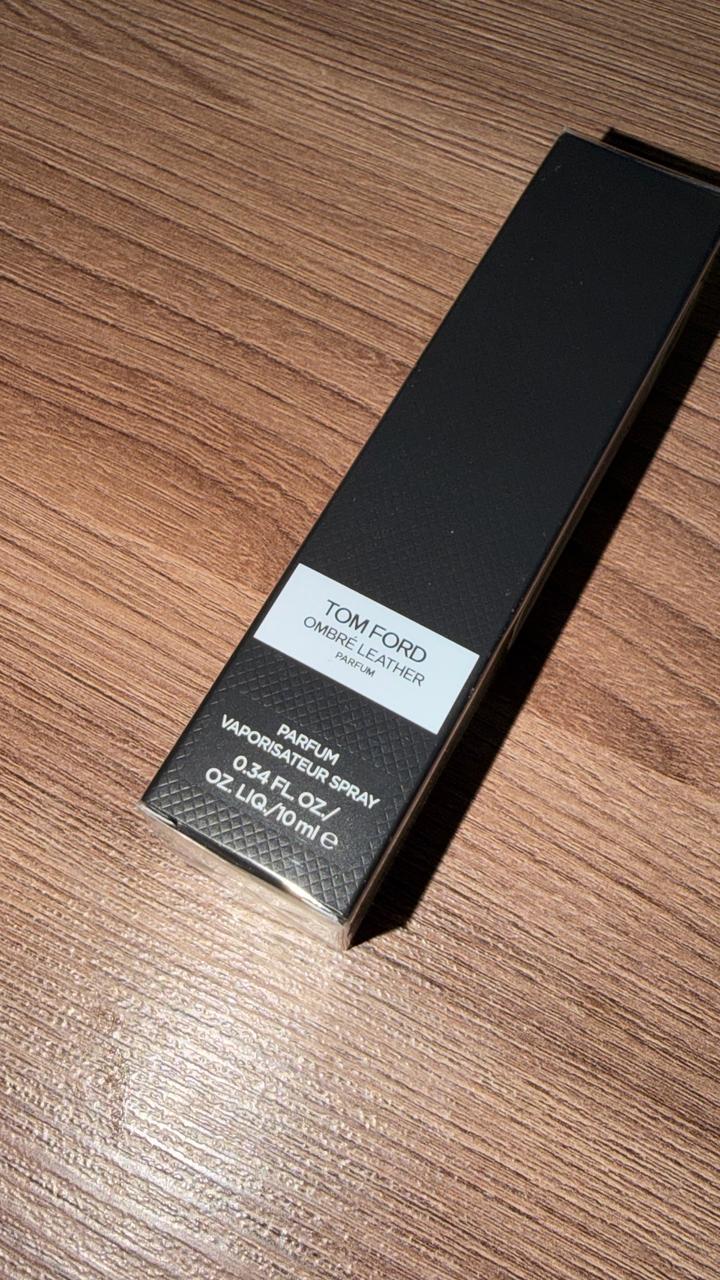 TOM FORD
OMBRÉ LEATHER
PARFUM
PARFUM
VAPORISATEUR SPRAY
0.34 FL. OZ./
OZ. LIQ./10 ml ℮